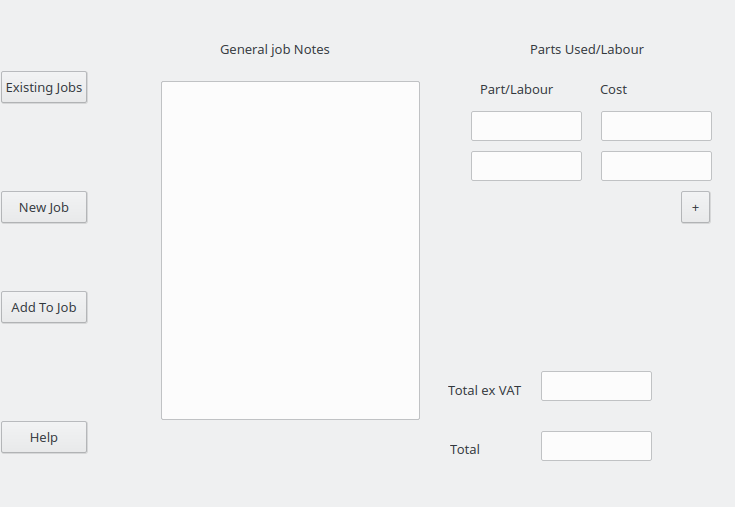 General job Notes
Parts Used/Labour
Existing Jobs
Part/Labour
Cost
New Job
+
Add To Job
Total ex VAT
Help
Total